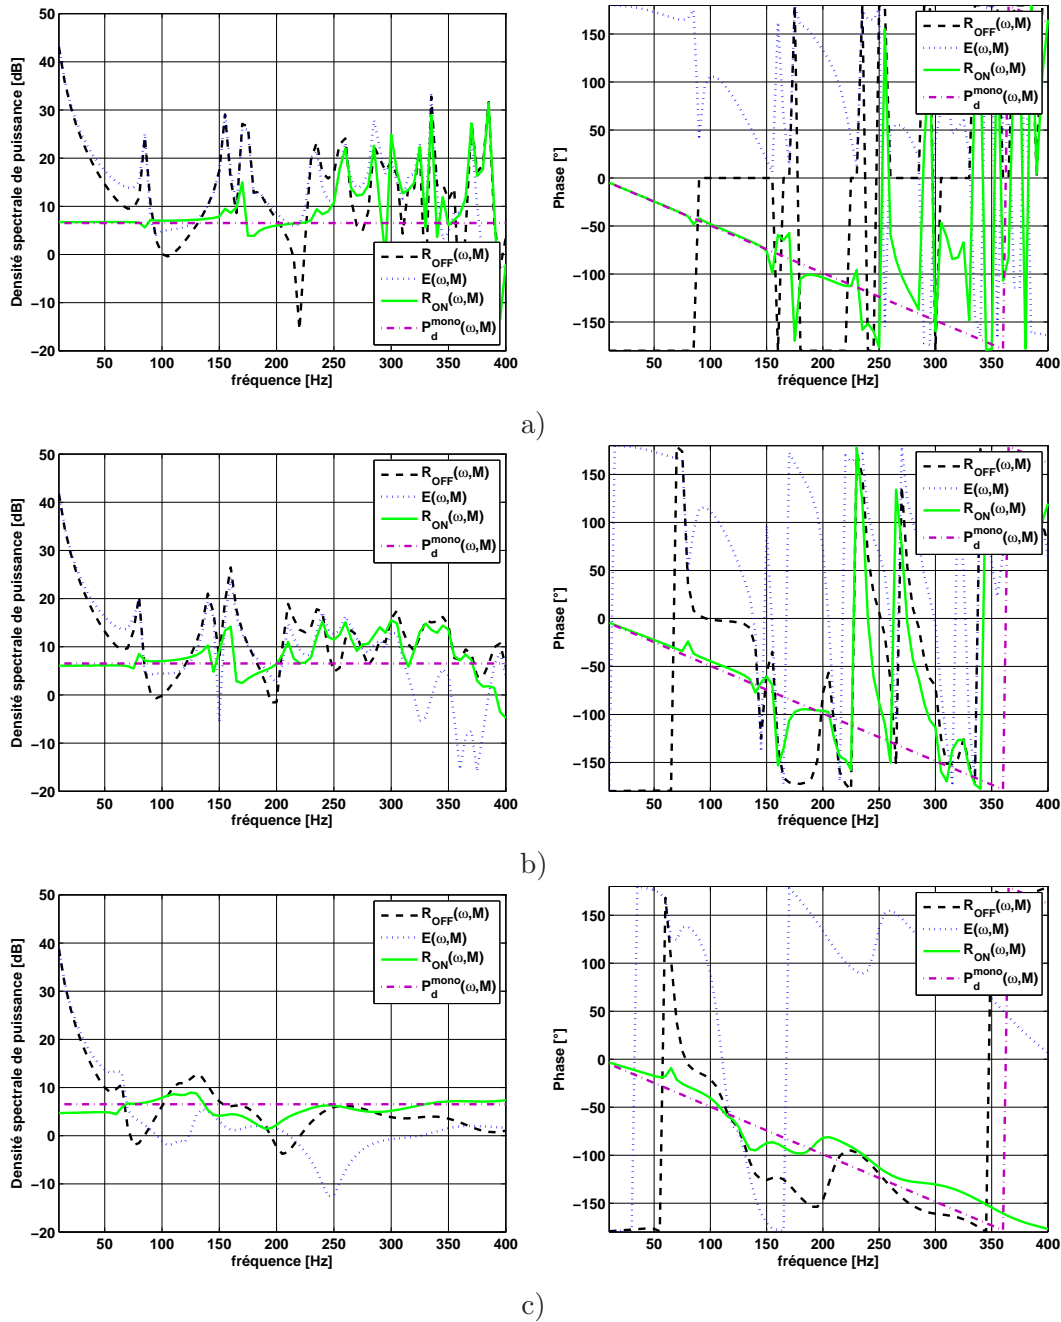 Densité spectrale de puissance [dB]
50
40
30
20
10
0
−10
−20
50 100 150 200 250 300 350 400
fréquence [Hz]
R_OFF(ω,M)
E(ω,M)
R_ON(ω,M)
P_d^mono(ω,M)
Phase [°]
150
100
50
0
−50
−100
−150
50 100 150 200 250 300 350 400
fréquence [Hz]
R_OFF(ω,M)
E(ω,M)
R_ON(ω,M)
P_d^mono(ω,M)
a)
Densité spectrale de puissance [dB]
50
40
30
20
10
0
−10
−20
50 100 150 200 250 300 350 400
fréquence [Hz]
R_OFF(ω,M)
E(ω,M)
R_ON(ω,M)
P_d^mono(ω,M)
Phase [°]
150
100
50
0
−50
−100
−150
50 100 150 200 250 300 350 400
fréquence [Hz]
R_OFF(ω,M)
E(ω,M)
R_ON(ω,M)
P_d^mono(ω,M)
b)
Densité spectrale de puissance [dB]
50
40
30
20
10
0
−10
−20
50 100 150 200 250 300 350 400
fréquence [Hz]
R_OFF(ω,M)
E(ω,M)
R_ON(ω,M)
P_d^mono(ω,M)
Phase [°]
150
100
50
0
−50
−100
−150
50 100 150 200 250 300 350 400
fréquence [Hz]
R_OFF(ω,M)
E(ω,M)
R_ON(ω,M)
P_d^mono(ω,M)
c)